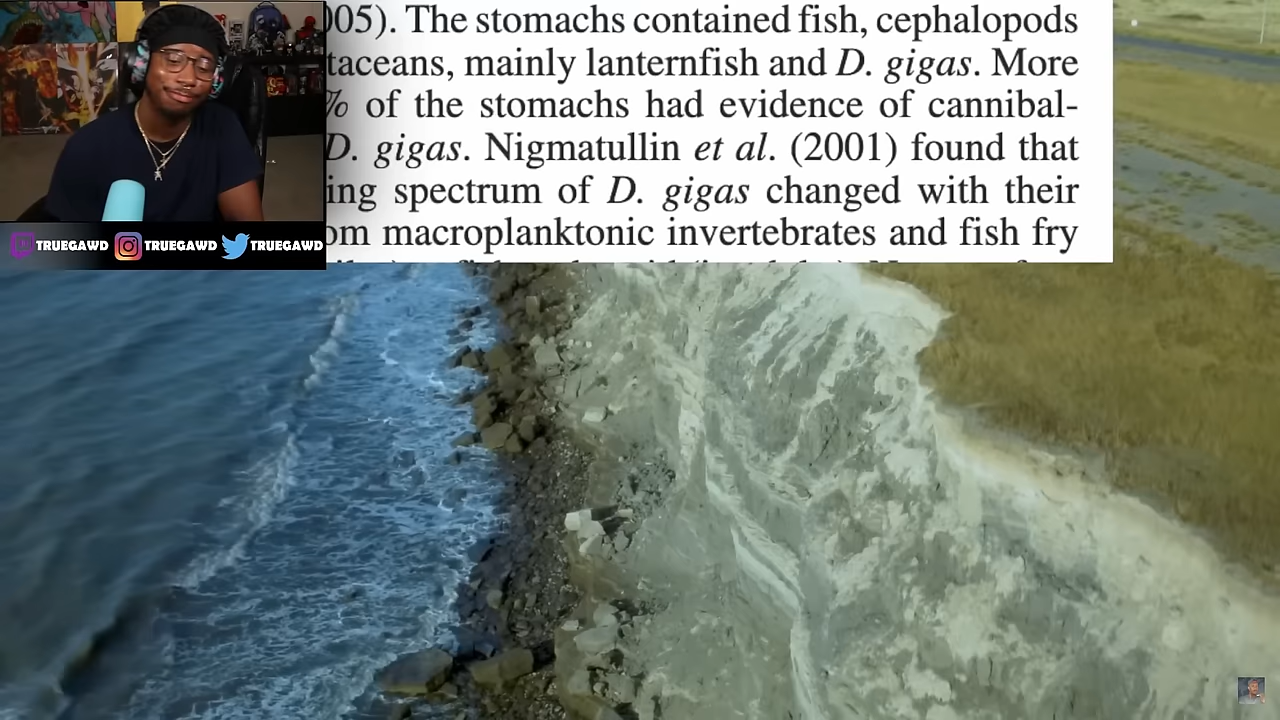 005). The stomachs contained fish, cephalopods
taceans, mainly lanternfish and D. gigas. More
% of the stomachs had evidence of cannibal-
D. gigas. Nigmatullin et al. (2001) found that
ing spectrum of D. gigas changed with their
om macroplanktonic invertebrates and fish fry
TRUEGAWD TRUEGAWD TRUEGAWD